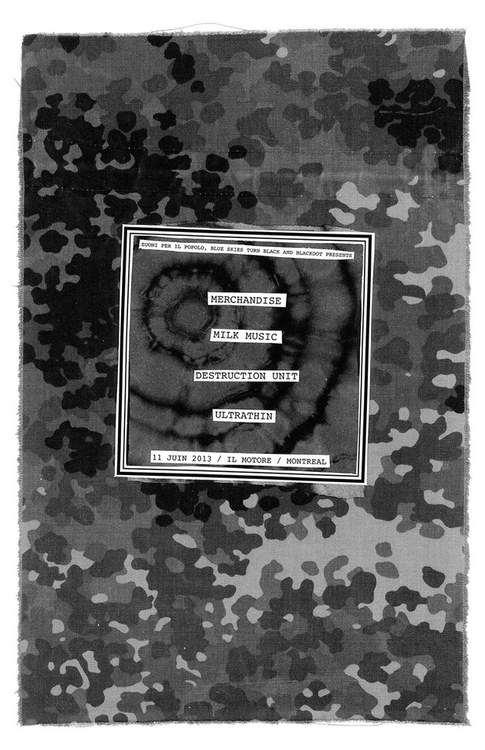 SUONI PER IL POPOLO, BLUE SKIES TURN BLACK AND BLACKDOT PRESENTS
MERCHANDISE
MILK MUSIC
DESTRUCTION UNIT
ULTRATHIN
11 JUIN 2013 / IL MOTORE / MONTREAL